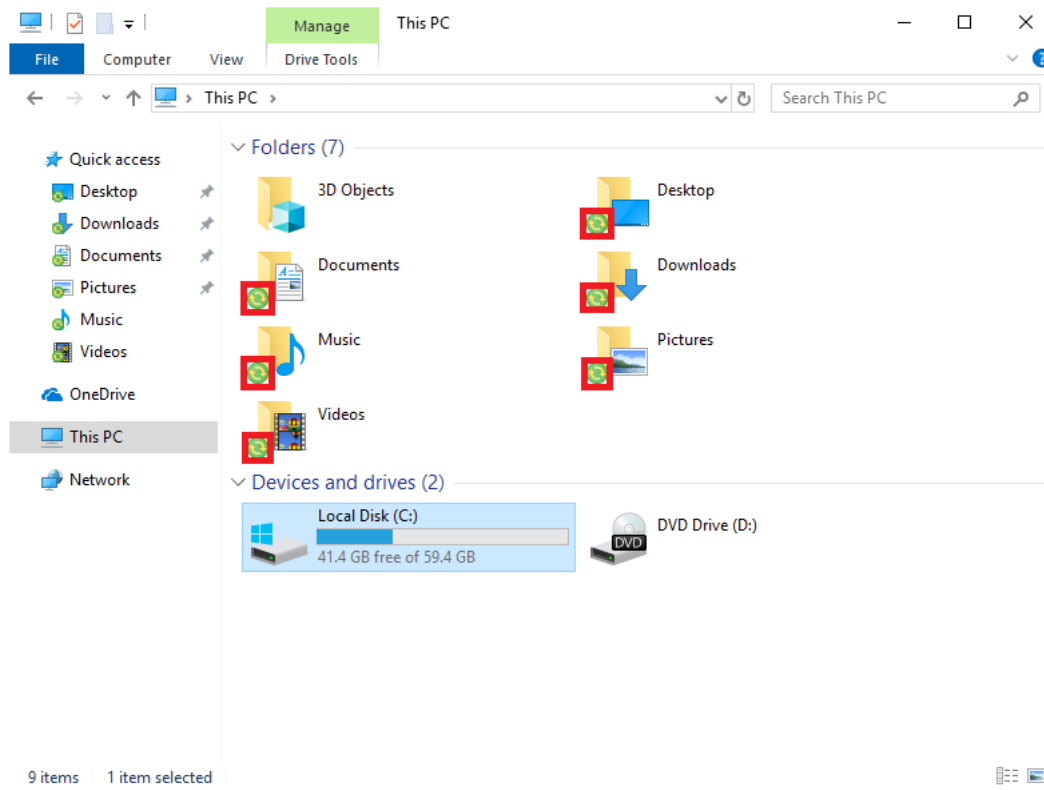 Manage This PC
File Computer View Drive Tools ?
This PC Search This PC
Quick access
Desktop
Downloads
Documents
Pictures
Music
Videos
OneDrive
This PC
Network
Folders (7)
3D Objects Desktop
Documents Downloads
Music Pictures
Videos
Devices and drives (2)
Local Disk (C:)
41.4 GB free of 59.4 GB
DVD Drive (D:)
DVD
9 items 1 item selected